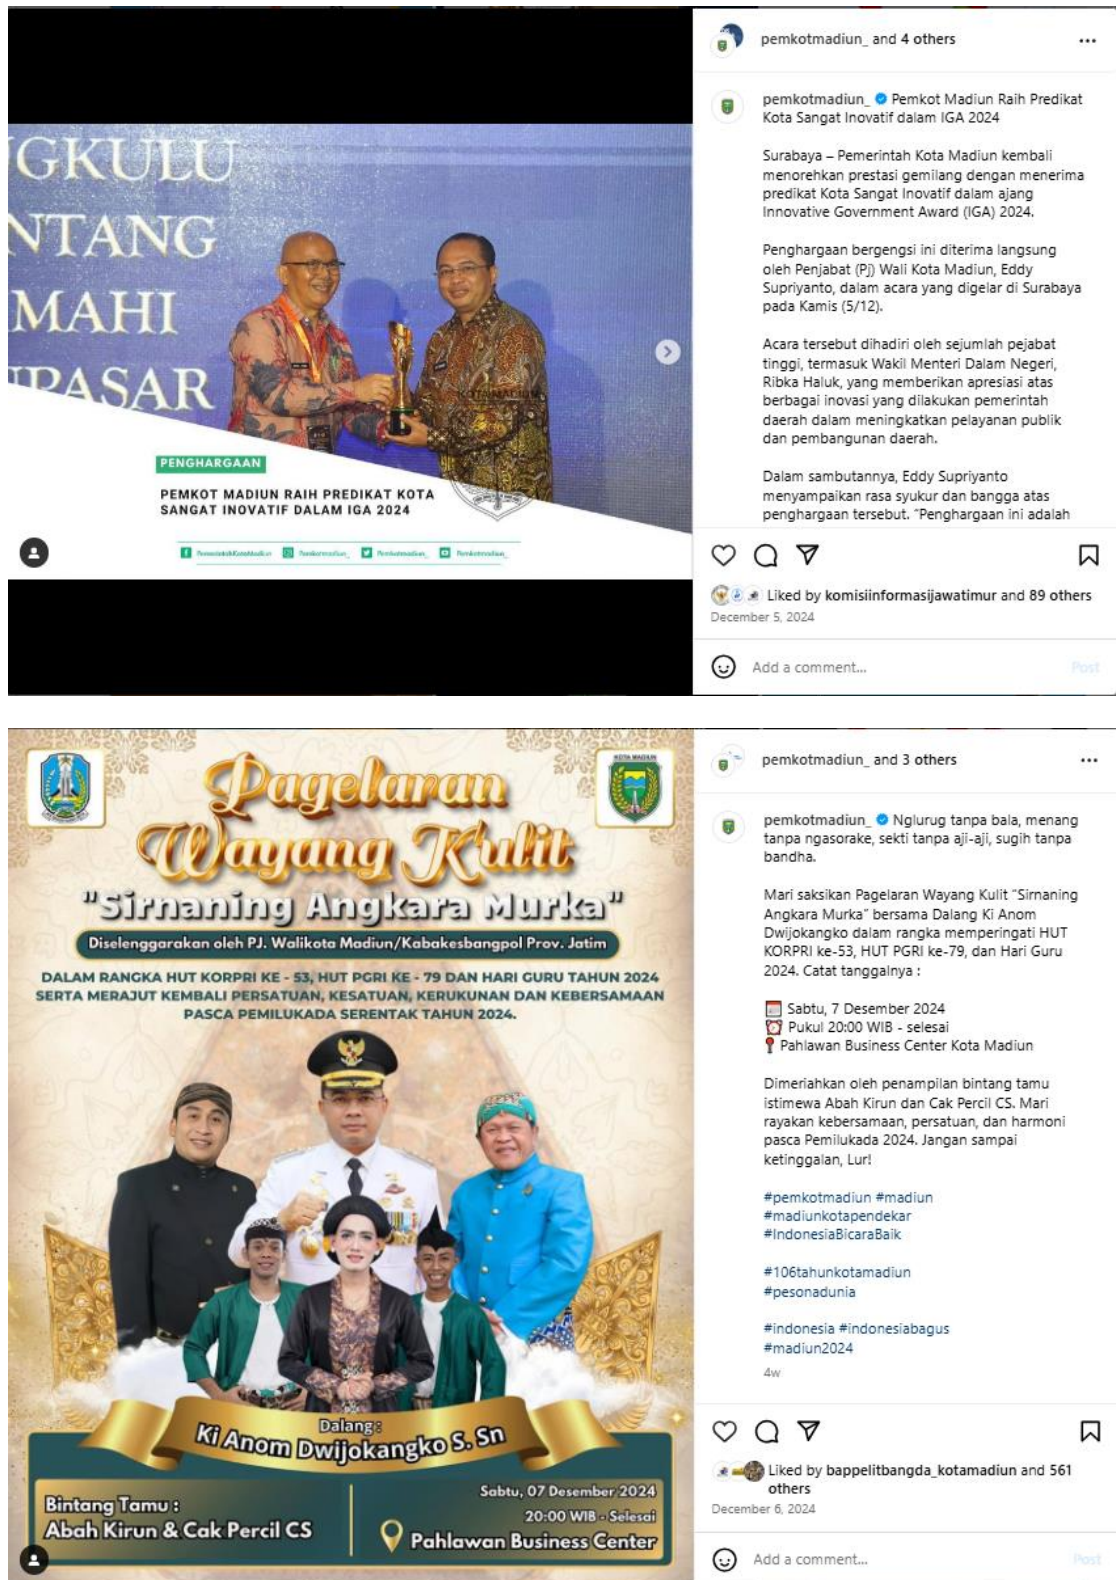 GKULU
NTANG
MAHI
PASAR
KOTA MADIUN
PENGHARGAAN
PEMKOT MADIUN RAIH PREDIKAT KOTA
SANGAT INOVATIF DALAM IGA 2024
PemerintahKotaMadiun Pemkotmadiun_ Pemkotmadiun_ Pemkotmadiun_
pemkotmadiun_ and 4 others
pemkotmadiun_ Pemkot Madiun Raih Predikat
Kota Sangat Inovatif dalam IGA 2024
Surabaya – Pemerintah Kota Madiun kembali
menorehkan prestasi gemilang dengan menerima
predikat Kota Sangat Inovatif dalam ajang
Innovative Government Award (IGA) 2024.
Penghargaan bergengsi ini diterima langsung
oleh Penjabat (Pj) Wali Kota Madiun, Eddy
Supriyanto, dalam acara yang digelar di Surabaya
pada Kamis (5/12).
Acara tersebut dihadiri oleh sejumlah pejabat
tinggi, termasuk Wakil Menteri Dalam Negeri,
Ribka Haluk, yang memberikan apresiasi atas
berbagai inovasi yang dilakukan pemerintah
daerah dalam meningkatkan pelayanan publik
dan pembangunan daerah.
Dalam sambutannya, Eddy Supriyanto
menyampaikan rasa syukur dan bangga atas
penghargaan tersebut. “Penghargaan ini adalah
Liked by komisiinformasijawatimur and 89 others
December 5, 2024
Add a comment...
Post
KOTA MADIUN
Pagelaran
Wayang Kulit
"Sirnaning Angkara Murka"
Diselenggarakan oleh PJ. Walikota Madiun/Kabakesbangpol Prov. Jatim
DALAM RANGKA HUT KORPRI KE - 53, HUT PGRI KE - 79 DAN HARI GURU TAHUN 2024
SERTA MERAJUT KEMBALI PERSATUAN, KESATUAN, KERUKUNAN DAN KEBERSAMAAN
PASCA PEMILUKADA SERENTAK TAHUN 2024.
Dalang :
Ki Anom Dwijokangko S. Sn
Bintang Tamu :
Abah Kirun & Cak Percil CS
Sabtu, 07 Desember 2024
20:00 WIB - Selesai
Pahlawan Business Center
pemkotmadiun_ and 3 others
pemkotmadiun_ Nglurug tanpa bala, menang
tanpa ngasorake, sekti tanpa aji-aji, sugih tanpa
bandha.
Mari saksikan Pagelaran Wayang Kulit “Sirnaning
Angkara Murka” bersama Dalang Ki Anom
Dwijokangko dalam rangka memperingati HUT
KORPRI ke-53, HUT PGRI ke-79, dan Hari Guru
2024. Catat tanggalnya :
Sabtu, 7 Desember 2024
Pukul 20:00 WIB - selesai
Pahlawan Business Center Kota Madiun
Dimeriahkan oleh penampilan bintang tamu
istimewa Abah Kirun dan Cak Percil CS. Mari
rayakan kebersamaan, persatuan, dan harmoni
pasca Pemilukada 2024. Jangan sampai
ketinggalan, Lur!
#pemkotmadiun #madiun
#madiunkotapendekar
#IndonesiaBicaraBaik
#106tahunkotamadiun
#pesonadunia
#indonesia #indonesiabagus
#madiun2024
4w
Liked by bappelitbangda_kotamadiun and 561
others
December 6, 2024
Add a comment...
Post